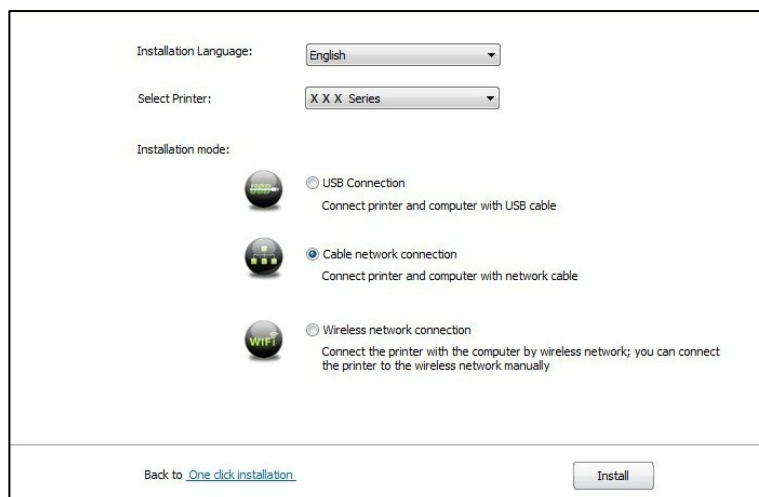 Installation Language:
English
Select Printer:
X X X Series
Installation mode:
USB
USB Connection
Connect printer and computer with USB cable
Cable network connection
Connect printer and computer with network cable
WiFi
Wireless network connection
Connect the printer with the computer by wireless network; you can connect
the printer to the wireless network manually
Back to One click installation
Install